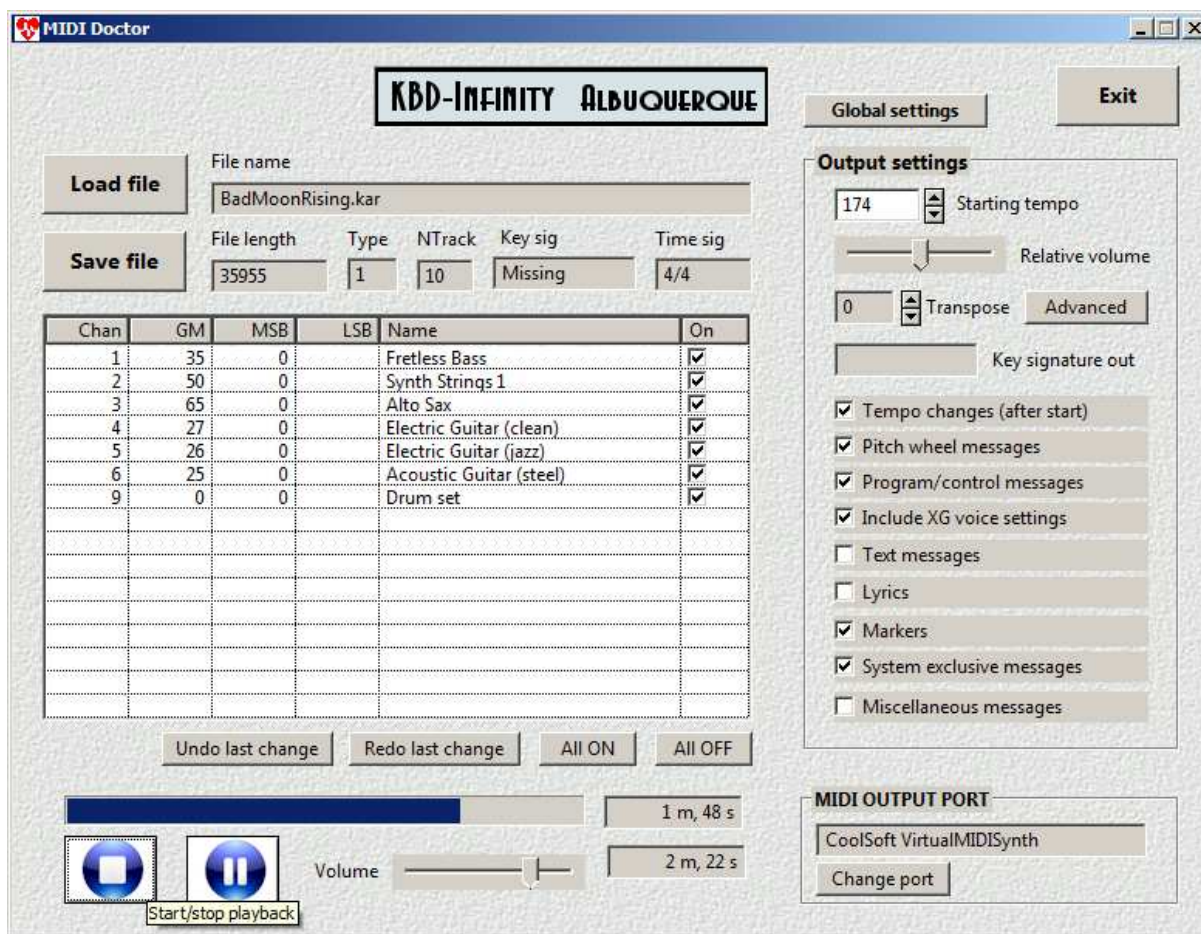 MIDI Doctor
KBD-INFINITY ALBUQUERQUE
Global settings
Exit
Load file
File name
BadMoonRising.kar
Save file
File length Type NTrack Key sig Time sig
35955 1 10 Missing 4/4
Chan GM MSB LSB Name On
1 35 0 Fretless Bass
2 50 0 Synth Strings 1
3 65 0 Alto Sax
4 27 0 Electric Guitar (clean)
5 26 0 Electric Guitar (jazz)
6 25 0 Acoustic Guitar (steel)
9 0 0 Drum set
Undo last change Redo last change All ON All OFF
1 m, 48 s
Volume
2 m, 22 s
Start/stop playback
Output settings
174 Starting tempo
Relative volume
0 Transpose Advanced
Key signature out
Tempo changes (after start)
Pitch wheel messages
Program/control messages
Include XG voice settings
Text messages
Lyrics
Markers
System exclusive messages
Miscellaneous messages
MIDI OUTPUT PORT
CoolSoft VirtualMIDISynth
Change port